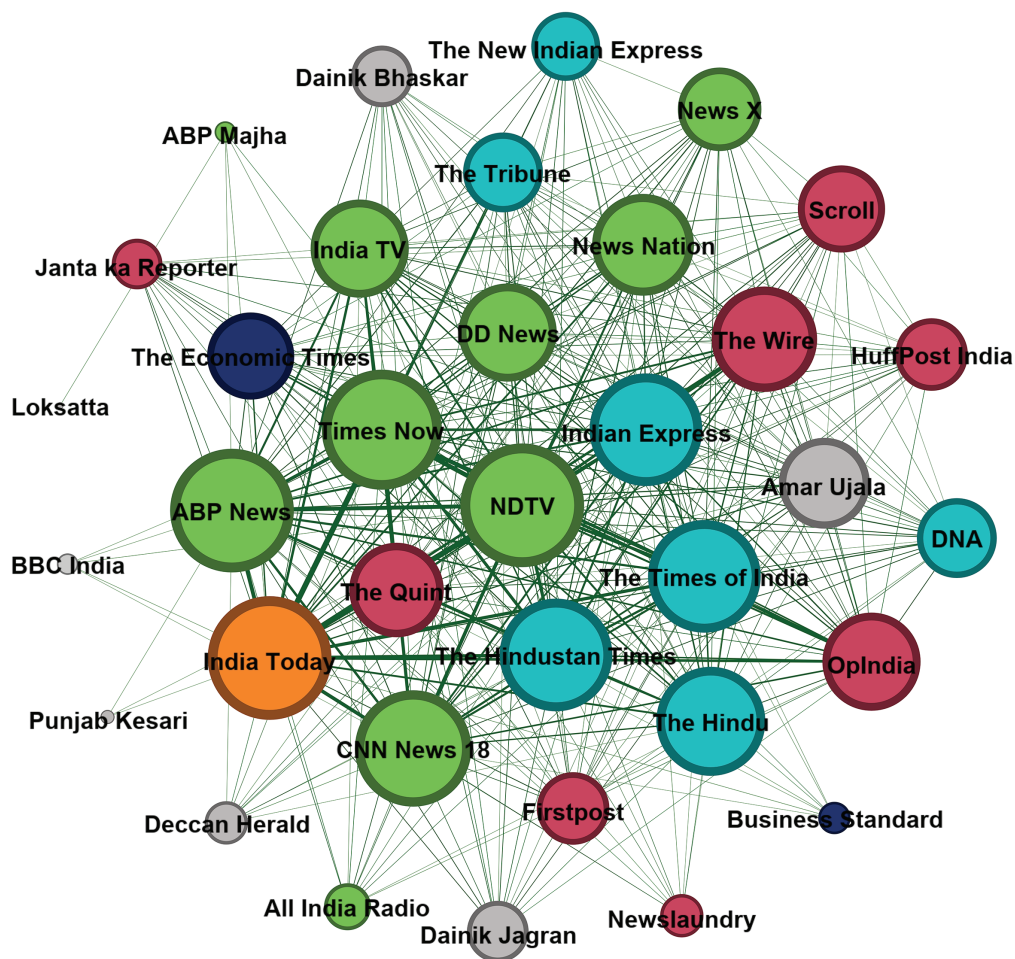 The New Indian Express
Dainik Bhaskar
News X
ABP Majha
The Tribune
Scroll
India TV
News Nation
Janta ka Reporter
DD News
The Wire
The Economic Times
HuffPost India
Loksatta
Times Now
Indian Express
Amar Ujala
ABP News
NDTV
DNA
BBC India
The Times of India
The Quint
India Today
The Hindustan Times
OpIndia
Punjab Kesari
The Hindu
CNN News 18
Firstpost
Business Standard
Deccan Herald
All India Radio
Newslaundry
Dainik Jagran